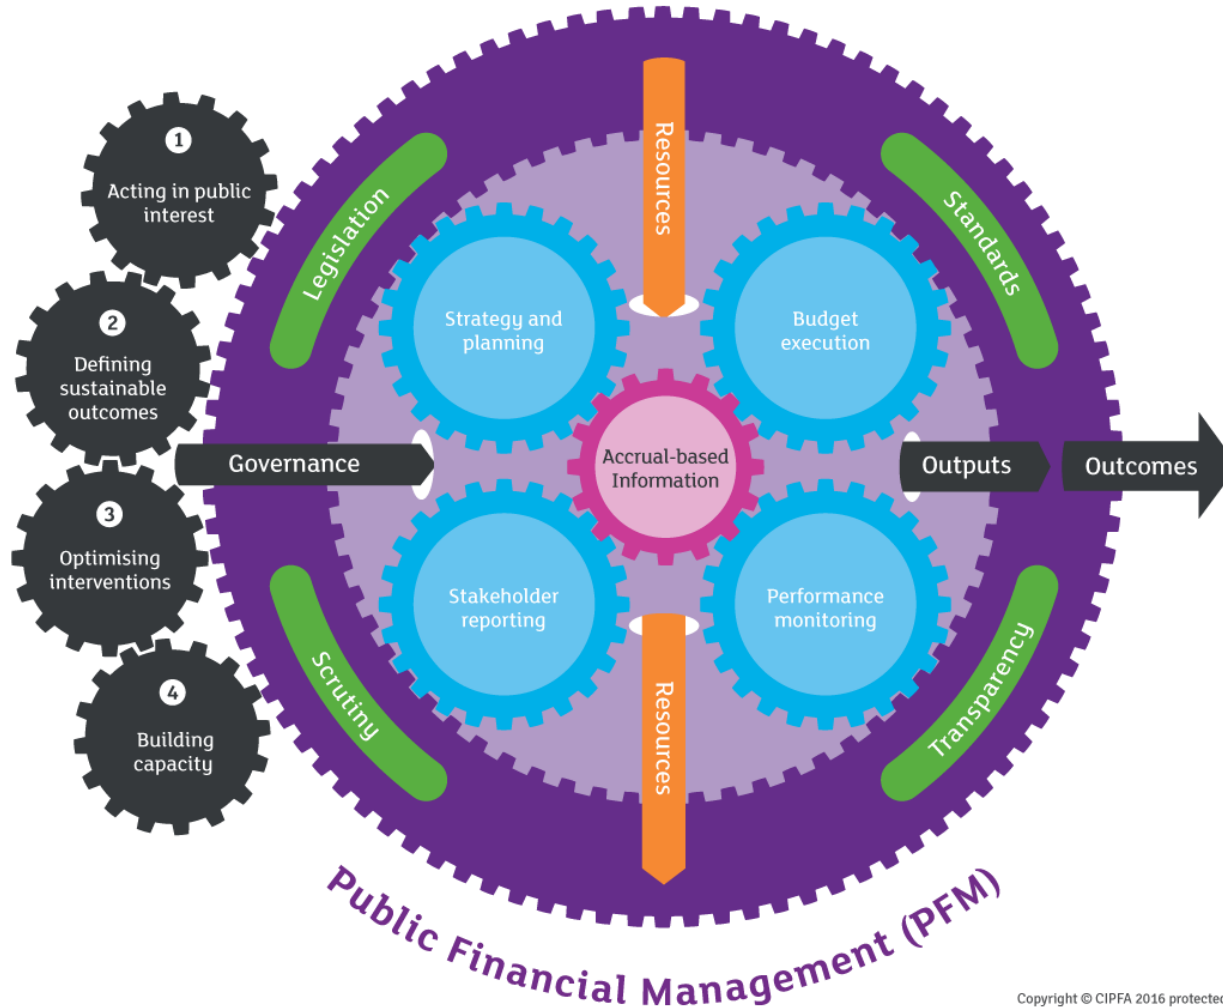 1
Acting in public
interest
2
Defining
sustainable
outcomes
3
Optimising
interventions
4
Building
capacity
Legislation
Resources
Standards
Strategy and
planning
Budget
execution
Governance
Accrual-based
Information
Outputs
Outcomes
Stakeholder
reporting
Performance
monitoring
Scrutiny
Resources
Transparency
Public Financial Management (PFM)
Copyright © CIPFA 2016 protected